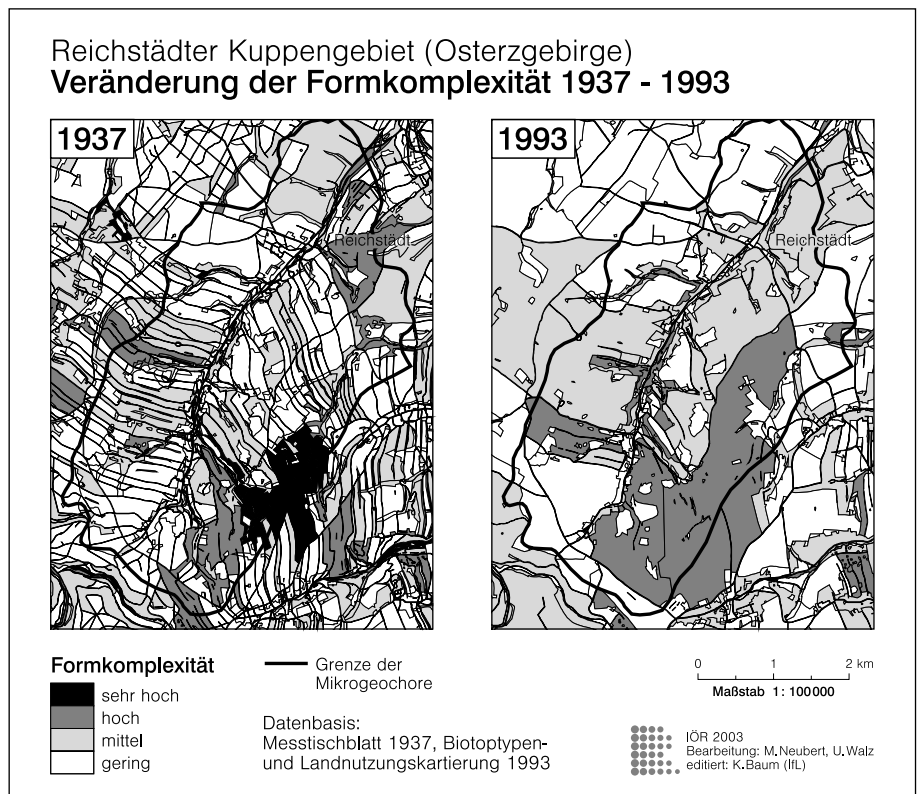 Reichstädter Kuppengebiet (Osterzgebirge)
Veränderung der Formkomplexität 1937 - 1993
1937
Reichstädt
1993
Reichstädt
Formkomplexität
sehr hoch
hoch
mittel
gering
Grenze der
Mikrogeochore
Datenbasis:
Messtischblatt 1937, Biotoptypen-
und Landnutzungskartierung 1993
0 1 2 km
Maßstab 1 : 100 000
IÖR 2003
Bearbeitung: M. Neubert, U. Walz
editiert: K. Baum (IfL)